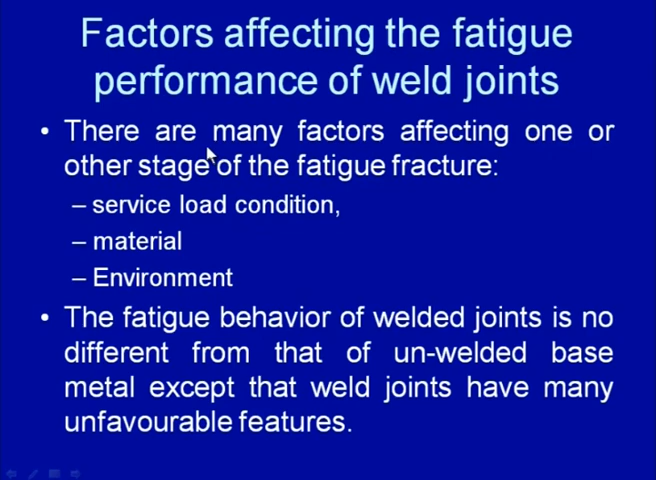 Factors affecting the fatigue
performance of weld joints
• There are many factors affecting one or
other stage of the fatigue fracture:
– service load condition,
– material
– Environment
• The fatigue behavior of welded joints is no
different from that of un-welded base
metal except that weld joints have many
unfavourable features.